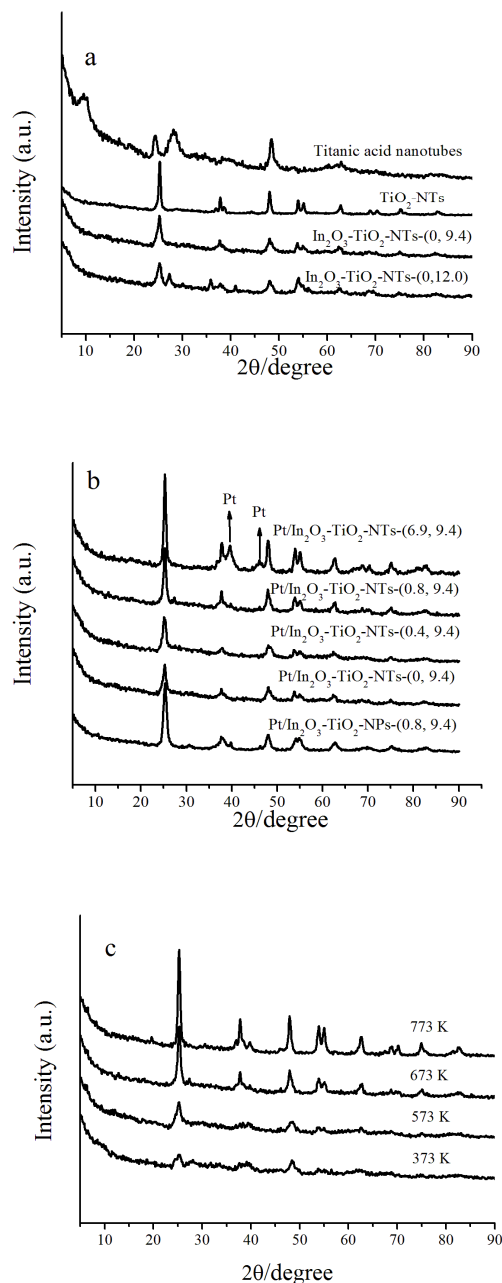 a
Intensity (a.u.)
Titanic acid nanotubes
TiO₂-NTs
In₂O₃-TiO₂-NTs-(0, 9.4)
In₂O₃-TiO₂-NTs-(0,12.0)
10 20 30 40 50 60 70 80 90
2θ/degree
b
Intensity (a.u.)
Pt
Pt
Pt/In₂O₃-TiO₂-NTs-(6.9, 9.4)
Pt/In₂O₃-TiO₂-NTs-(0.8, 9.4)
Pt/In₂O₃-TiO₂-NTs-(0.4, 9.4)
Pt/In₂O₃-TiO₂-NTs-(0, 9.4)
Pt/In₂O₃-TiO₂-NPs-(0.8, 9.4)
10 20 30 40 50 60 70 80 90
2θ/degree
c
Intensity (a.u.)
773 K
673 K
573 K
373 K
10 20 30 40 50 60 70 80 90
2θ/degree